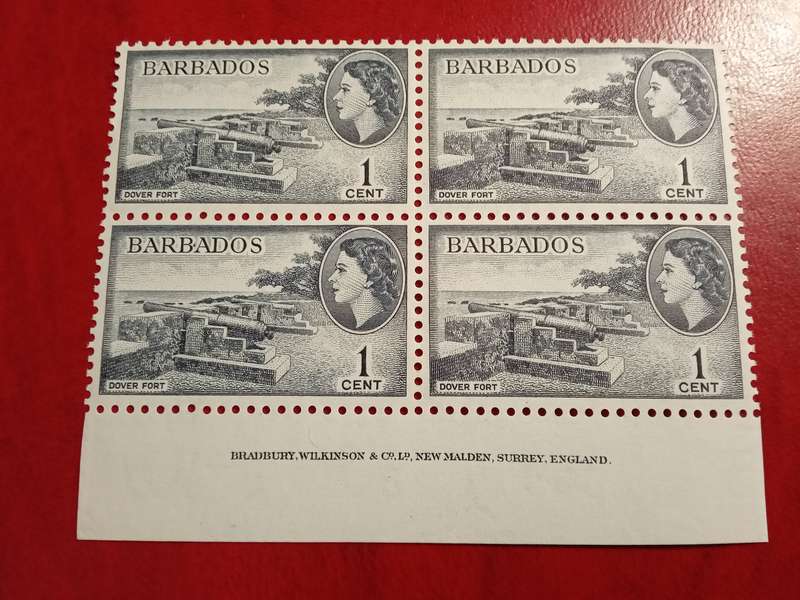 BARBADOS
1
CENT
DOVER FORT
BARBADOS
1
CENT
DOVER FORT
BARBADOS
1
CENT
DOVER FORT
BARBADOS
1
CENT
DOVER FORT
BRADBURY, WILKINSON & Cº, Lº, NEW MALDEN, SURREY, ENGLAND.